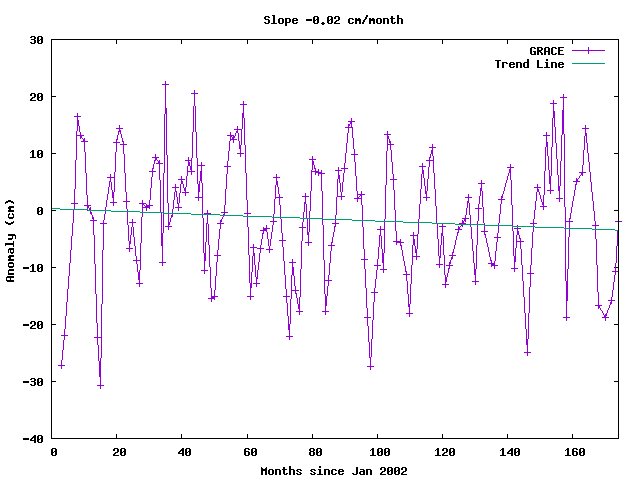 Slope -0.02 cm/month
30
GRACE
Trend Line
20
10
0
-10
-20
-30
-40
Anomaly (cm)
0 20 40 60 80 100 120 140 160
Months since Jan 2002